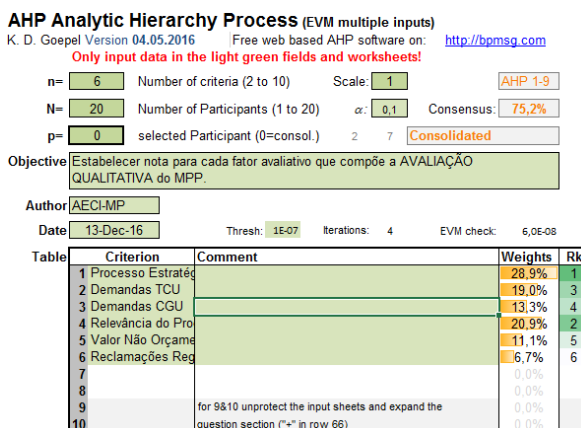 AHP Analytic Hierarchy Process (EVM multiple inputs)
K. D. Goepel Version 04.05.2016 Free web based AHP software on: http://bpmsg.com
Only input data in the light green fields and worksheets!
n= 6 Number of criteria (2 to 10) Scale: 1 AHP 1-9
N= 20 Number of Participants (1 to 20) α: 0,1 Consensus: 75,2%
p= 0 selected Participant (0=consol.) 2 7 Consolidated
Objective Estabelecer nota para cada fator avaliativo que compõe a AVALIAÇÃO
QUALITATIVA do MPP.
Author AECI-MP
Date 13-Dec-16 Thresh: 1E-07 Iterations: 4 EVM check: 6,0E-08
Table Criterion Comment Weights Rk
1 Processo Estratég 28,9% 1
2 Demandas TCU 19,0% 3
3 Demandas CGU 13,3% 4
4 Relevância do Pro 20,9% 2
5 Valor Não Orçame 11,1% 5
6 Reclamações Reg 6,7% 6
7 0,0%
8 0,0%
9 for 9&10 unprotect the input sheets and expand the 0,0%
10 question section ("+" in row 66) 0,0%